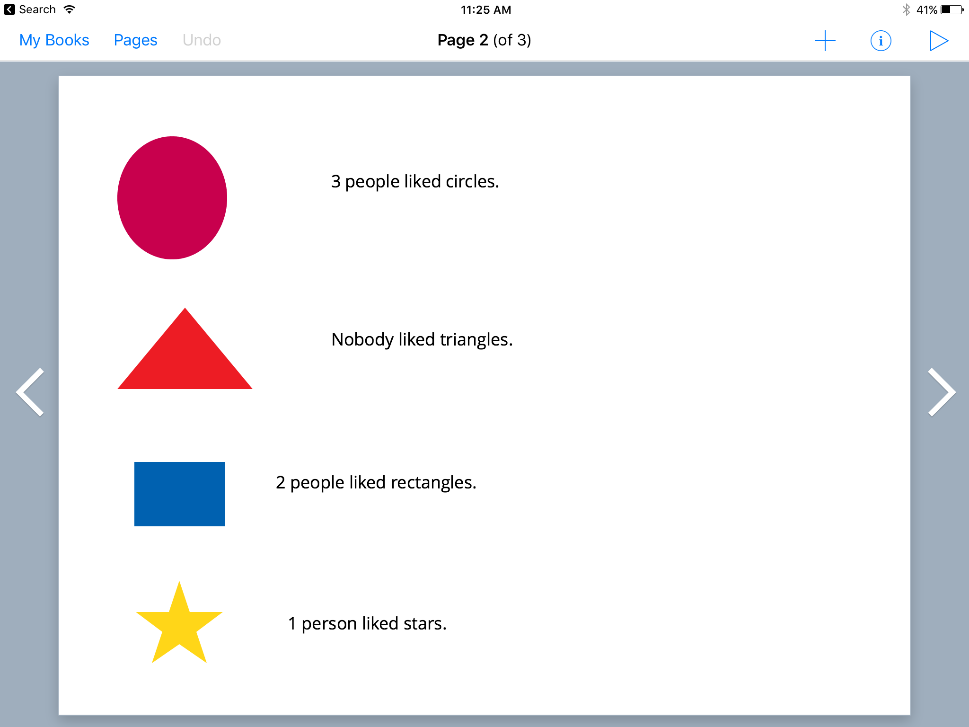 Search
11:25 AM
41%
My Books
Pages
Undo
Page 2 (of 3)
3 people liked circles.
Nobody liked triangles.
2 people liked rectangles.
1 person liked stars.